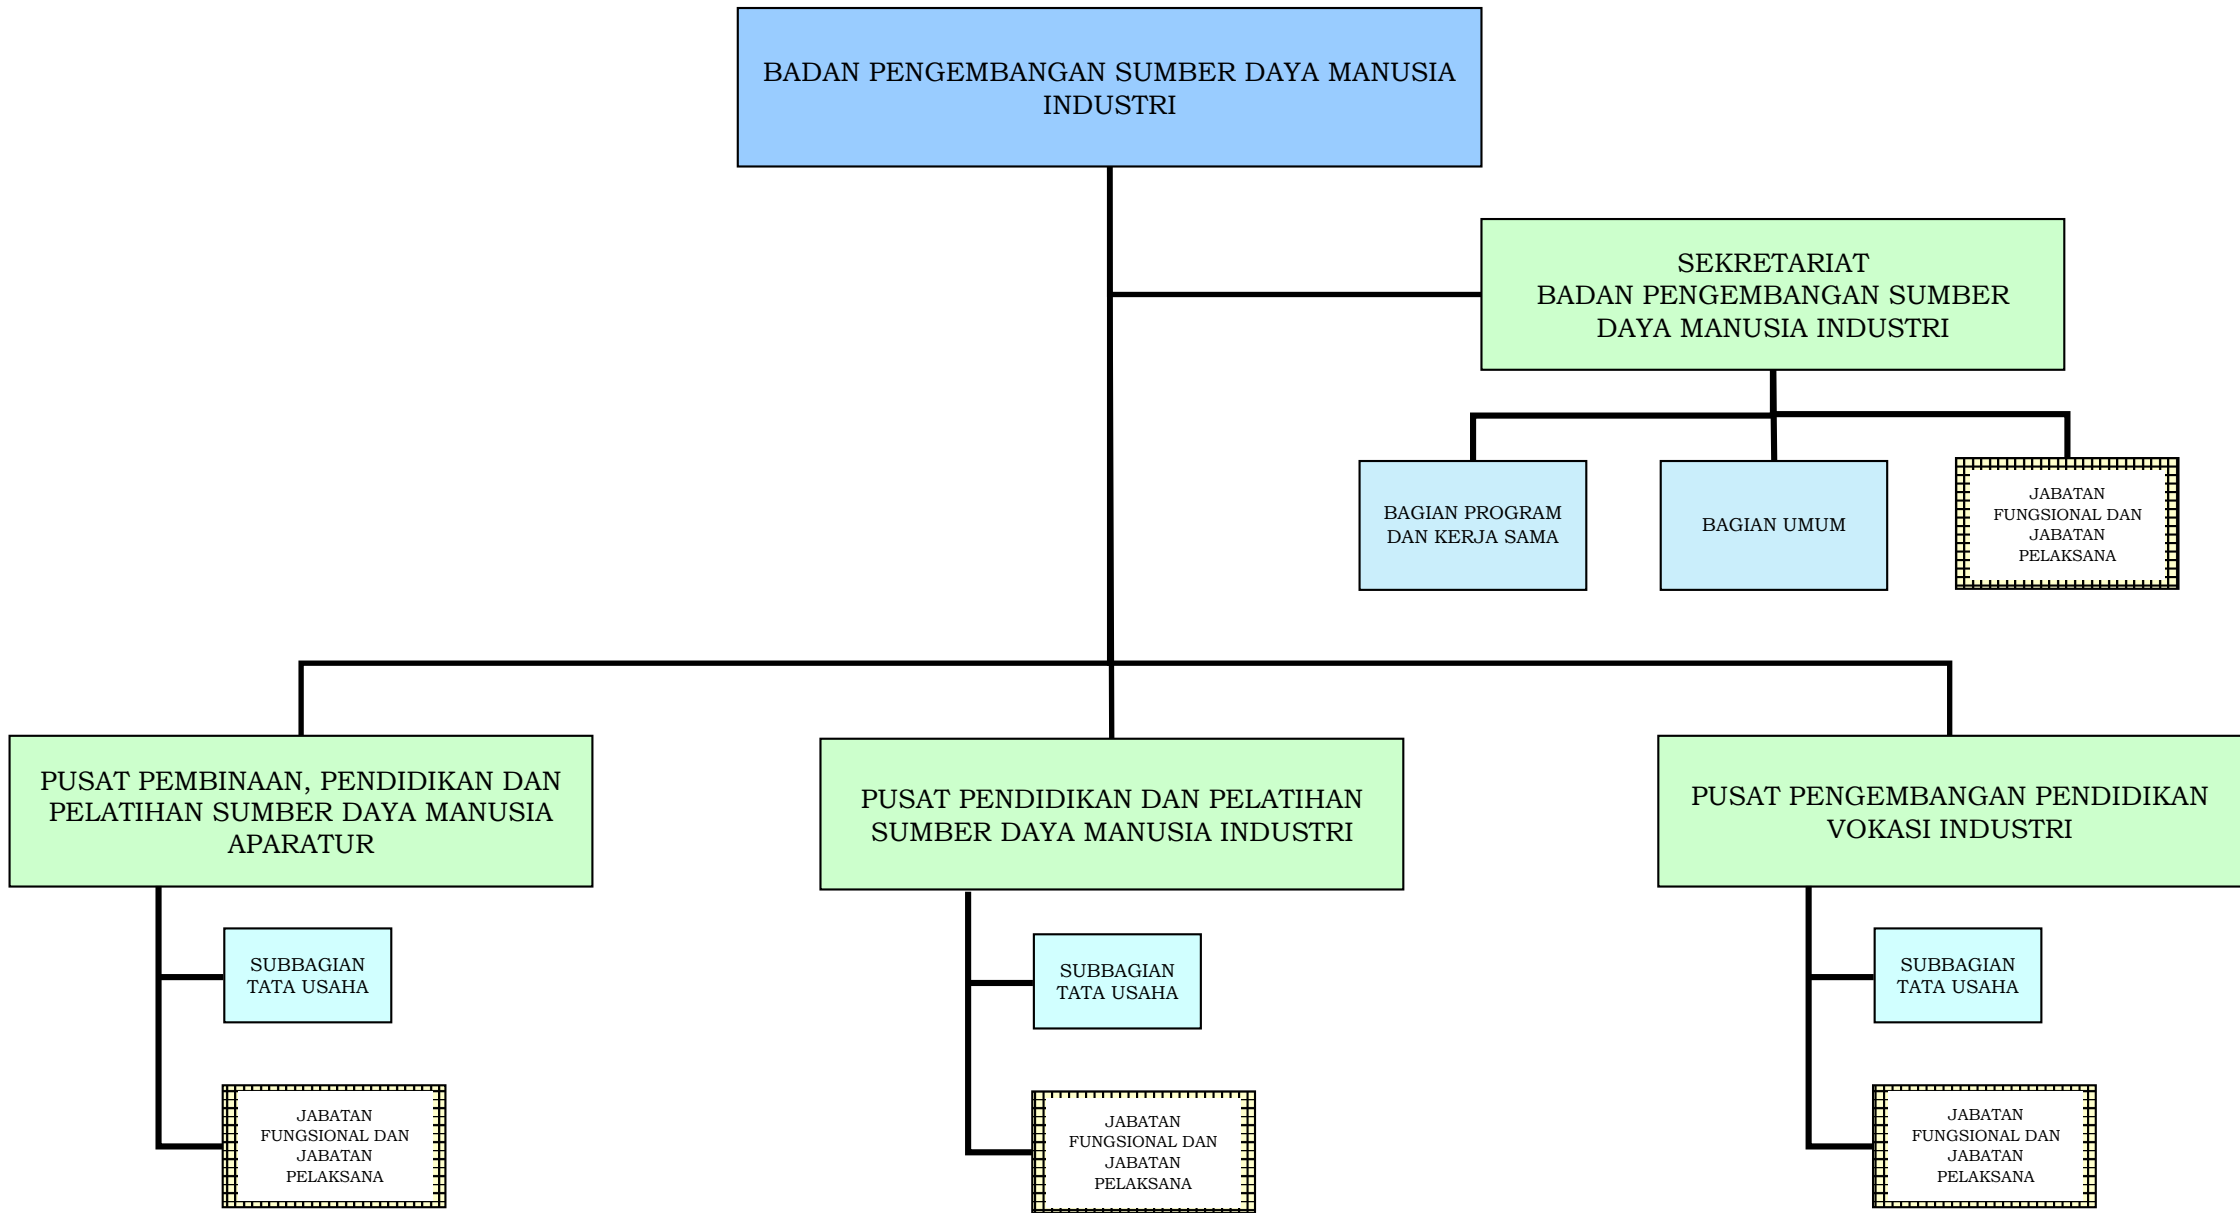 BADAN PENGEMBANGAN SUMBER DAYA MANUSIA
INDUSTRI
SEKRETARIAT
BADAN PENGEMBANGAN SUMBER
DAYA MANUSIA INDUSTRI
BAGIAN PROGRAM
DAN KERJA SAMA
BAGIAN UMUM
JABATAN
FUNGSIONAL DAN
JABATAN
PELAKSANA
PUSAT PEMBINAAN, PENDIDIKAN DAN
PELATIHAN SUMBER DAYA MANUSIA
APARATUR
PUSAT PENDIDIKAN DAN PELATIHAN
SUMBER DAYA MANUSIA INDUSTRI
PUSAT PENGEMBANGAN PENDIDIKAN
VOKASI INDUSTRI
SUBBAGIAN
TATA USAHA
SUBBAGIAN
TATA USAHA
SUBBAGIAN
TATA USAHA
JABATAN
FUNGSIONAL DAN
JABATAN
PELAKSANA
JABATAN
FUNGSIONAL DAN
JABATAN
PELAKSANA
JABATAN
FUNGSIONAL DAN
JABATAN
PELAKSANA